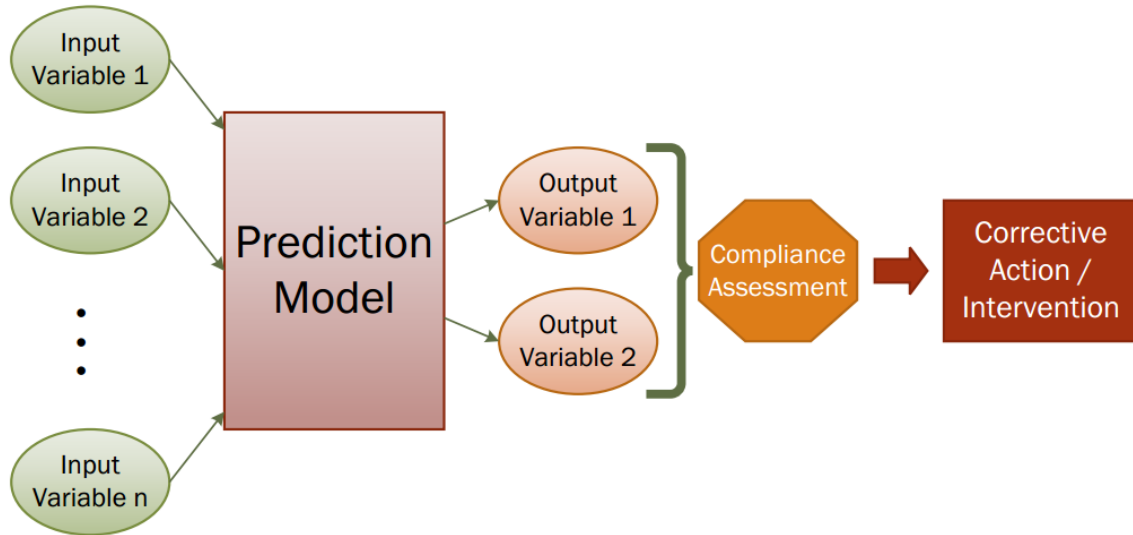 Input
Variable 1
Input
Variable 2
Input
Variable n
Prediction
Model
Output
Variable 1
Output
Variable 2
Compliance
Assessment
Corrective
Action /
Intervention